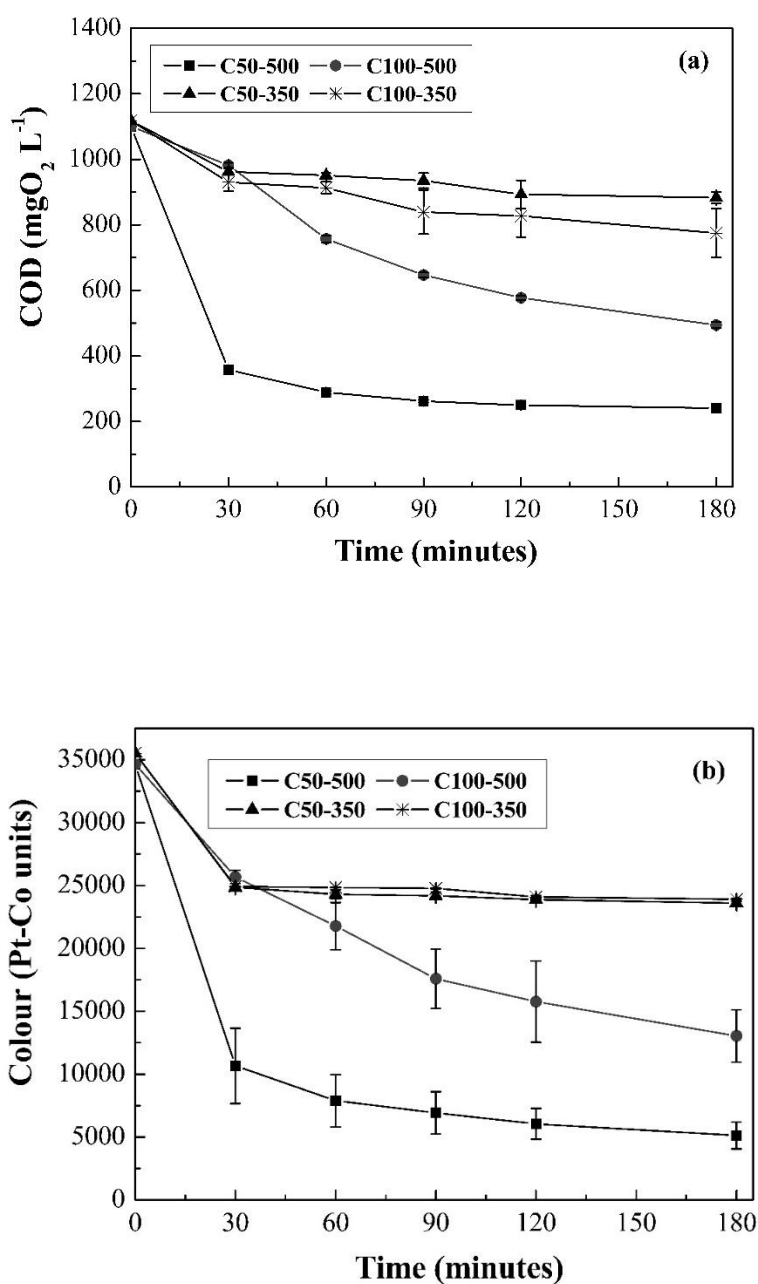 1400
(a)
C50-500 C100-500
C50-350 C100-350
1200
1000
800
600
400
200
0
COD (mgO2 L-1)
0 30 60 90 120 150 180
Time (minutes)
35000
(b)
C50-500 C100-500
C50-350 C100-350
30000
25000
20000
15000
10000
5000
0
Colour (Pt-Co units)
0 30 60 90 120 150 180
Time (minutes)